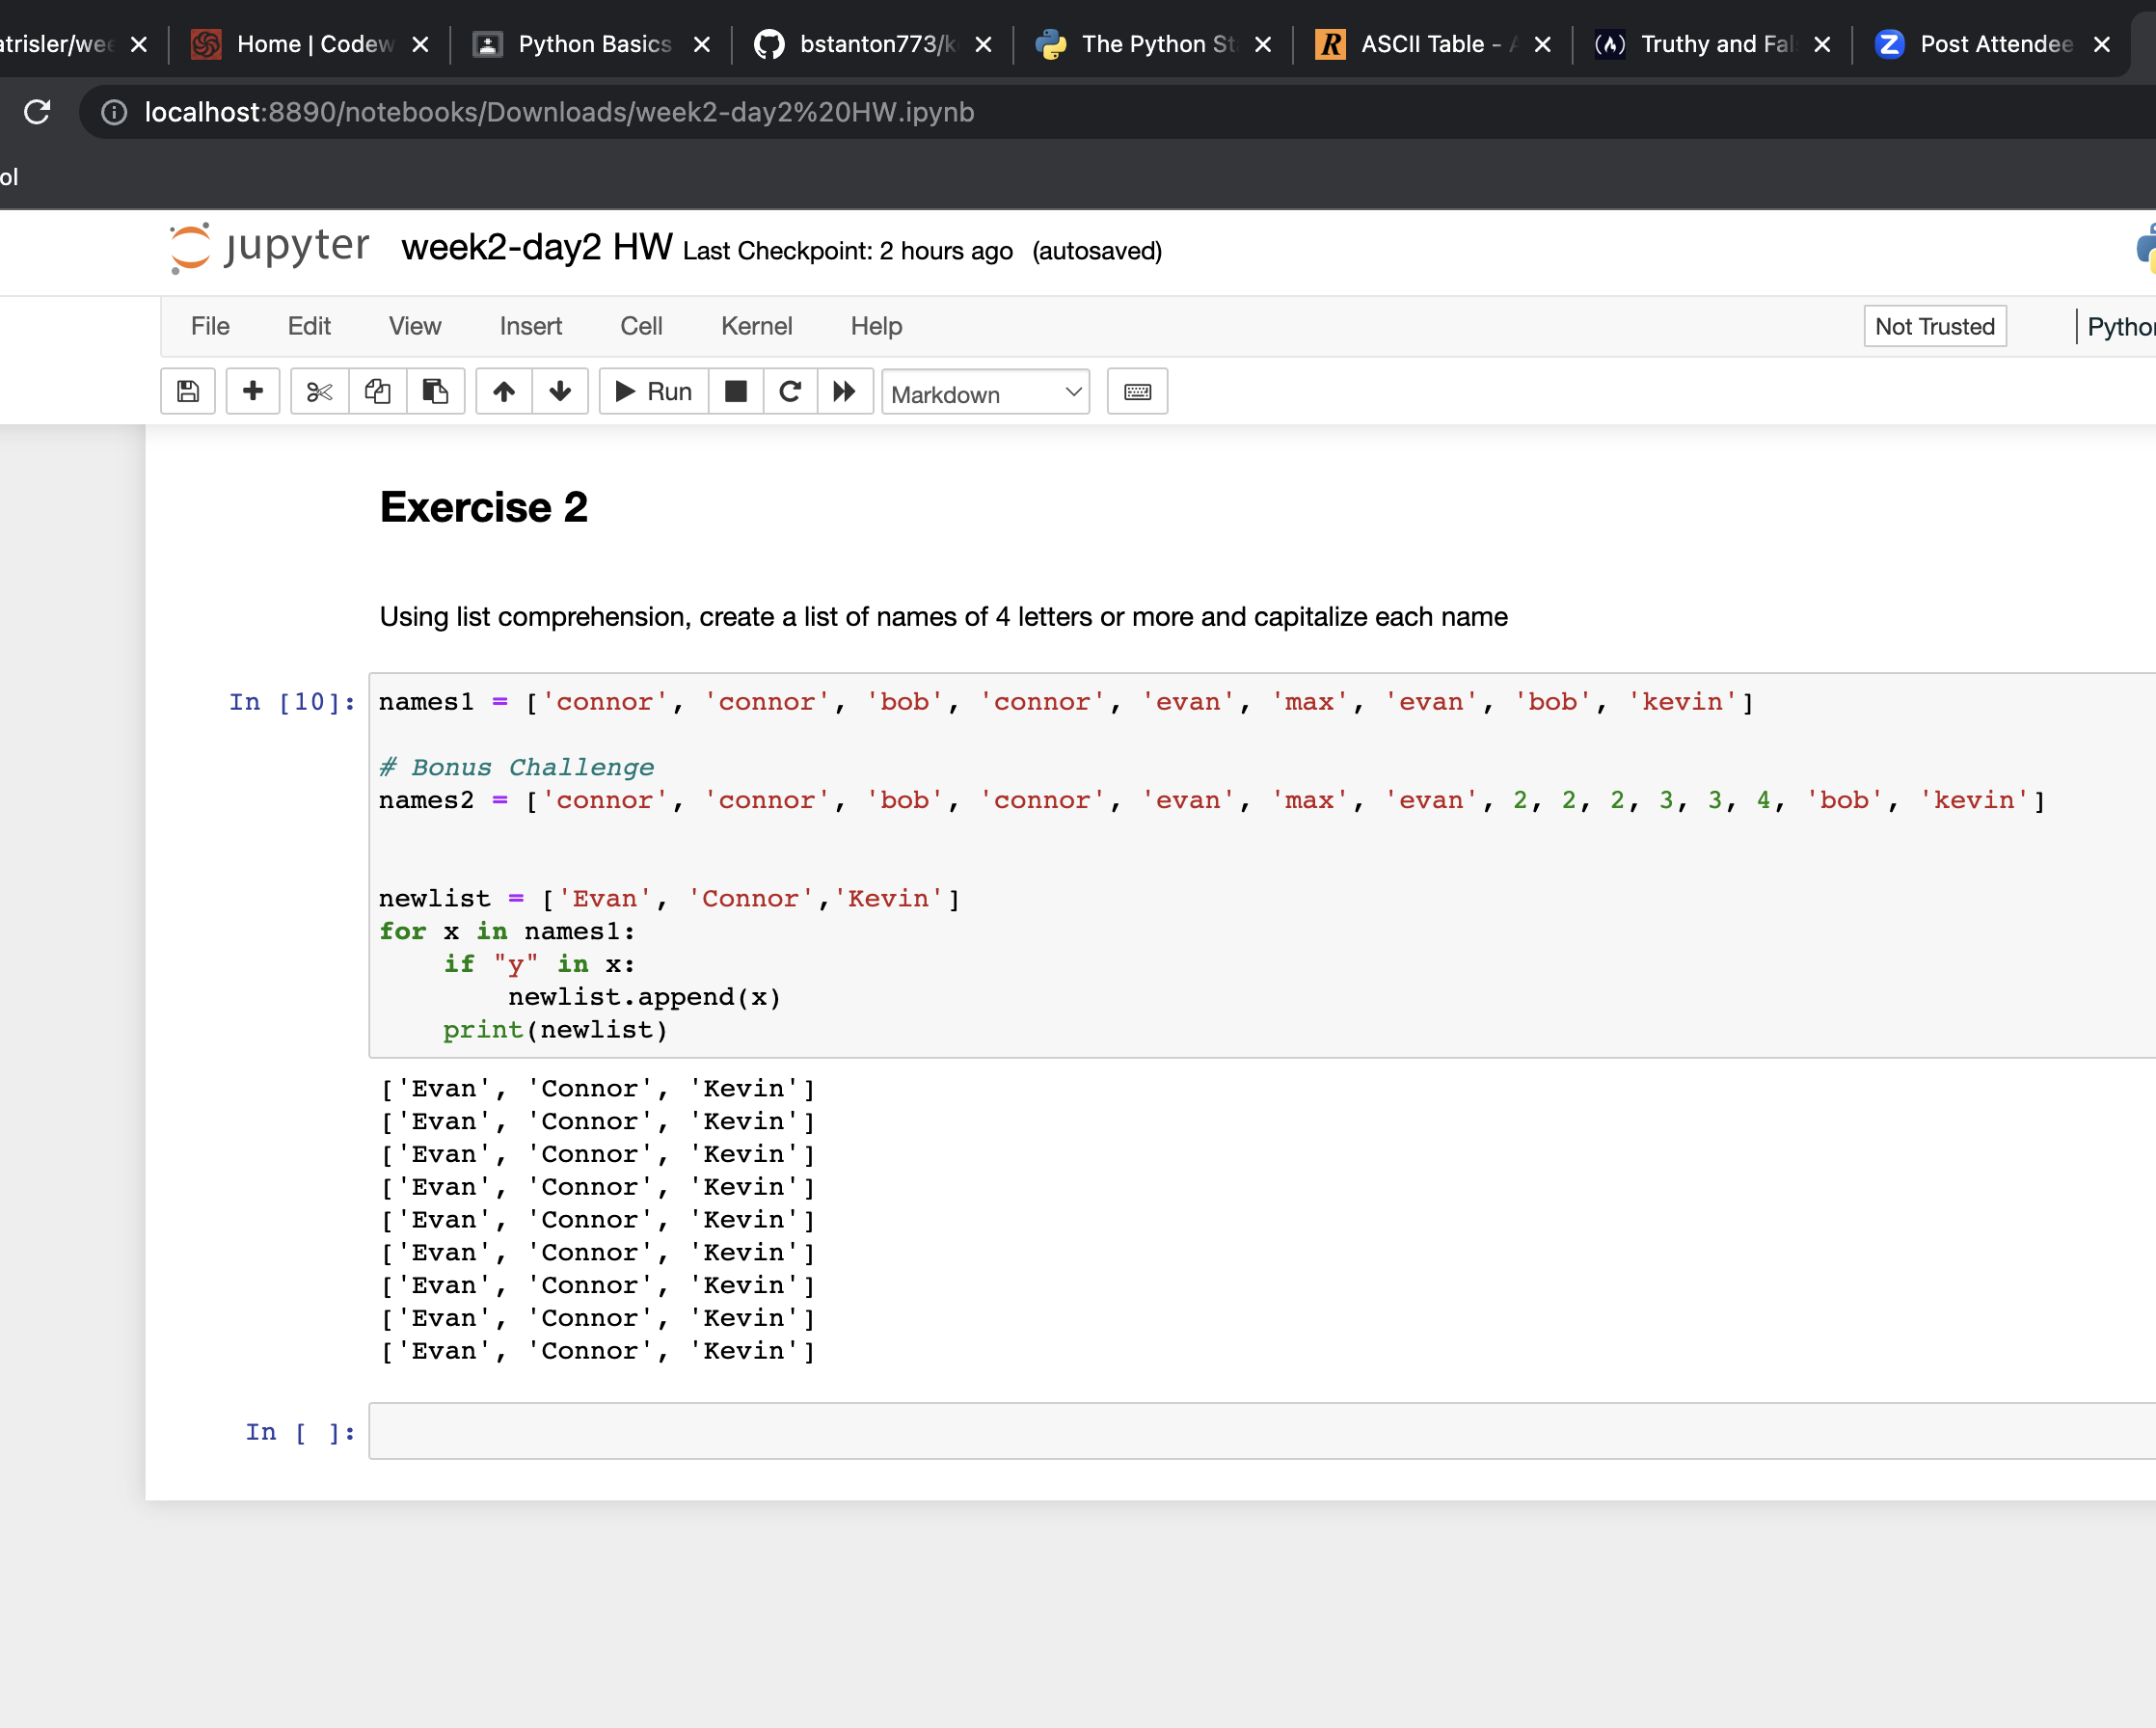 Home | Codew
Python Basics
bstanton773/k
The Python St
ASCII Table -
Truthy and Fal
Post Attendee
localhost:8890/notebooks/Downloads/week2-day2%20HW.ipynb
ol
jupyter week2-day2 HW Last Checkpoint: 2 hours ago (autosaved)
File Edit View Insert Cell Kernel Help Not Trusted Python
Run Markdown
Exercise 2
Using list comprehension, create a list of names of 4 letters or more and capitalize each name
In [10]: names1 = ['connor', 'connor', 'bob', 'connor', 'evan', 'max', 'evan', 'bob', 'kevin']
# Bonus Challenge
names2 = ['connor', 'connor', 'bob', 'connor', 'evan', 'max', 'evan', 2, 2, 2, 3, 3, 4, 'bob', 'kevin']
newlist = ['Evan', 'Connor','Kevin']
for x in names1:
    if "y" in x:
        newlist.append(x)
    print(newlist)
['Evan', 'Connor', 'Kevin']
['Evan', 'Connor', 'Kevin']
['Evan', 'Connor', 'Kevin']
['Evan', 'Connor', 'Kevin']
['Evan', 'Connor', 'Kevin']
['Evan', 'Connor', 'Kevin']
['Evan', 'Connor', 'Kevin']
['Evan', 'Connor', 'Kevin']
['Evan', 'Connor', 'Kevin']
In [ ]: